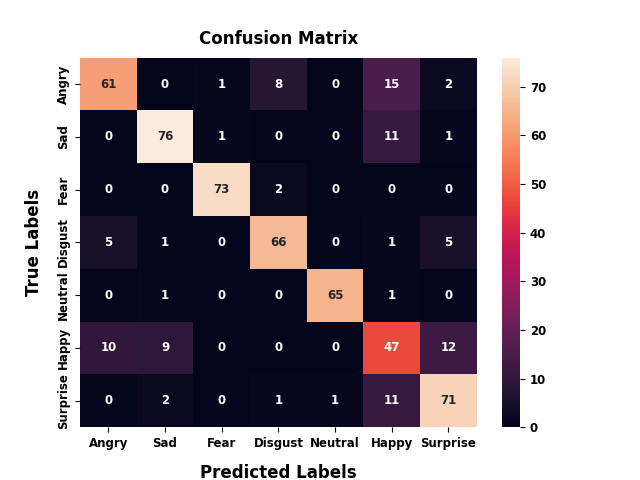 Confusion Matrix
Angry 61 0 1 8 0 15 2
Sad 0 76 1 0 0 11 1
Fear 0 0 73 2 0 0 0
Disgust 5 1 0 66 0 1 5
Neutral 0 1 0 0 65 1 0
Happy 10 9 0 0 0 47 12
Surprise 0 2 0 1 1 11 71
Angry Sad Fear Disgust Neutral Happy Surprise
Predicted Labels
True Labels
70
60
50
40
30
20
10
0